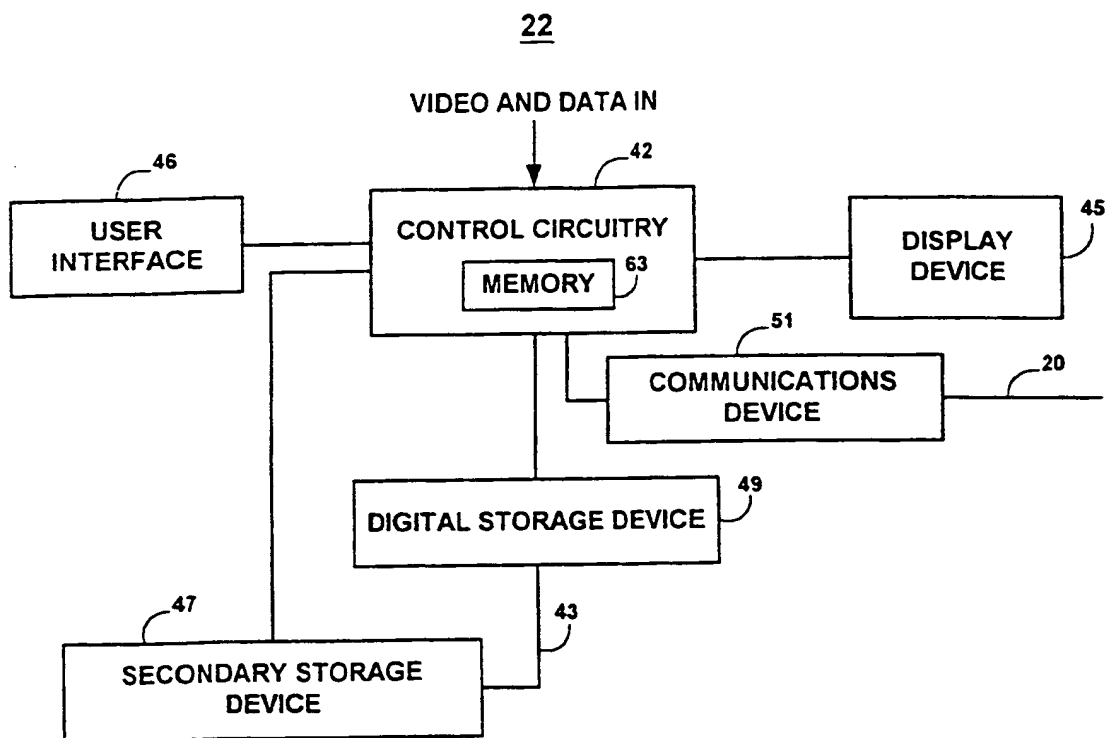 22
VIDEO AND DATA IN
46
42
USER
INTERFACE
CONTROL CIRCUITRY
MEMORY
63
DISPLAY
DEVICE
45
51
COMMUNICATIONS
DEVICE
20
DIGITAL STORAGE DEVICE
49
47
43
SECONDARY STORAGE
DEVICE